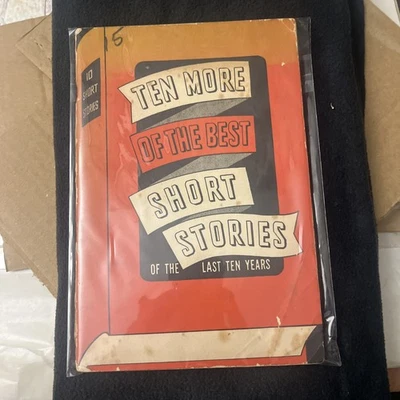 15
10
SHORT
STORIES
TEN MORE
OF THE BEST
SHORT
STORIES
OF THE LAST TEN YEARS